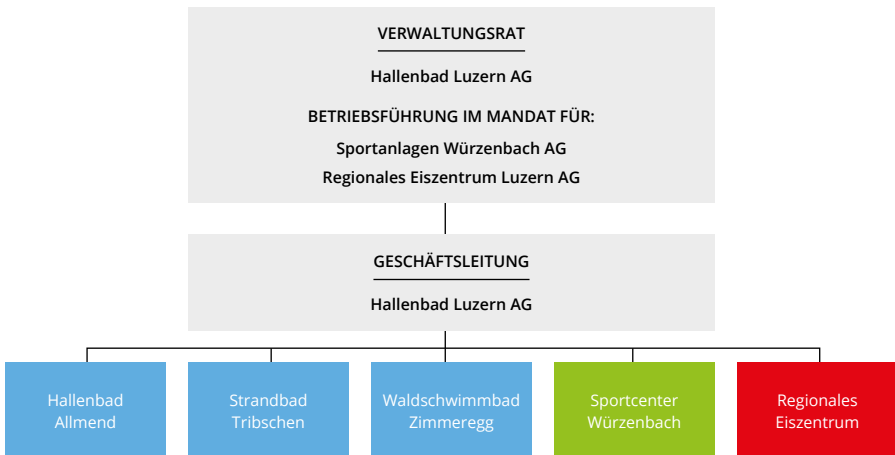 VERWALTUNGSRAT
Hallenbad Luzern AG
BETRIEBSFÜHRUNG IM MANDAT FÜR:
Sportanlagen Würzenbach AG
Regionales Eiszentrum Luzern AG
GESCHÄFTSLEITUNG
Hallenbad Luzern AG
Hallenbad
Allmend
Strandbad
Tribschen
Waldschwimmbad
Zimmeregg
Sportcenter
Würzenbach
Regionales
Eiszentrum